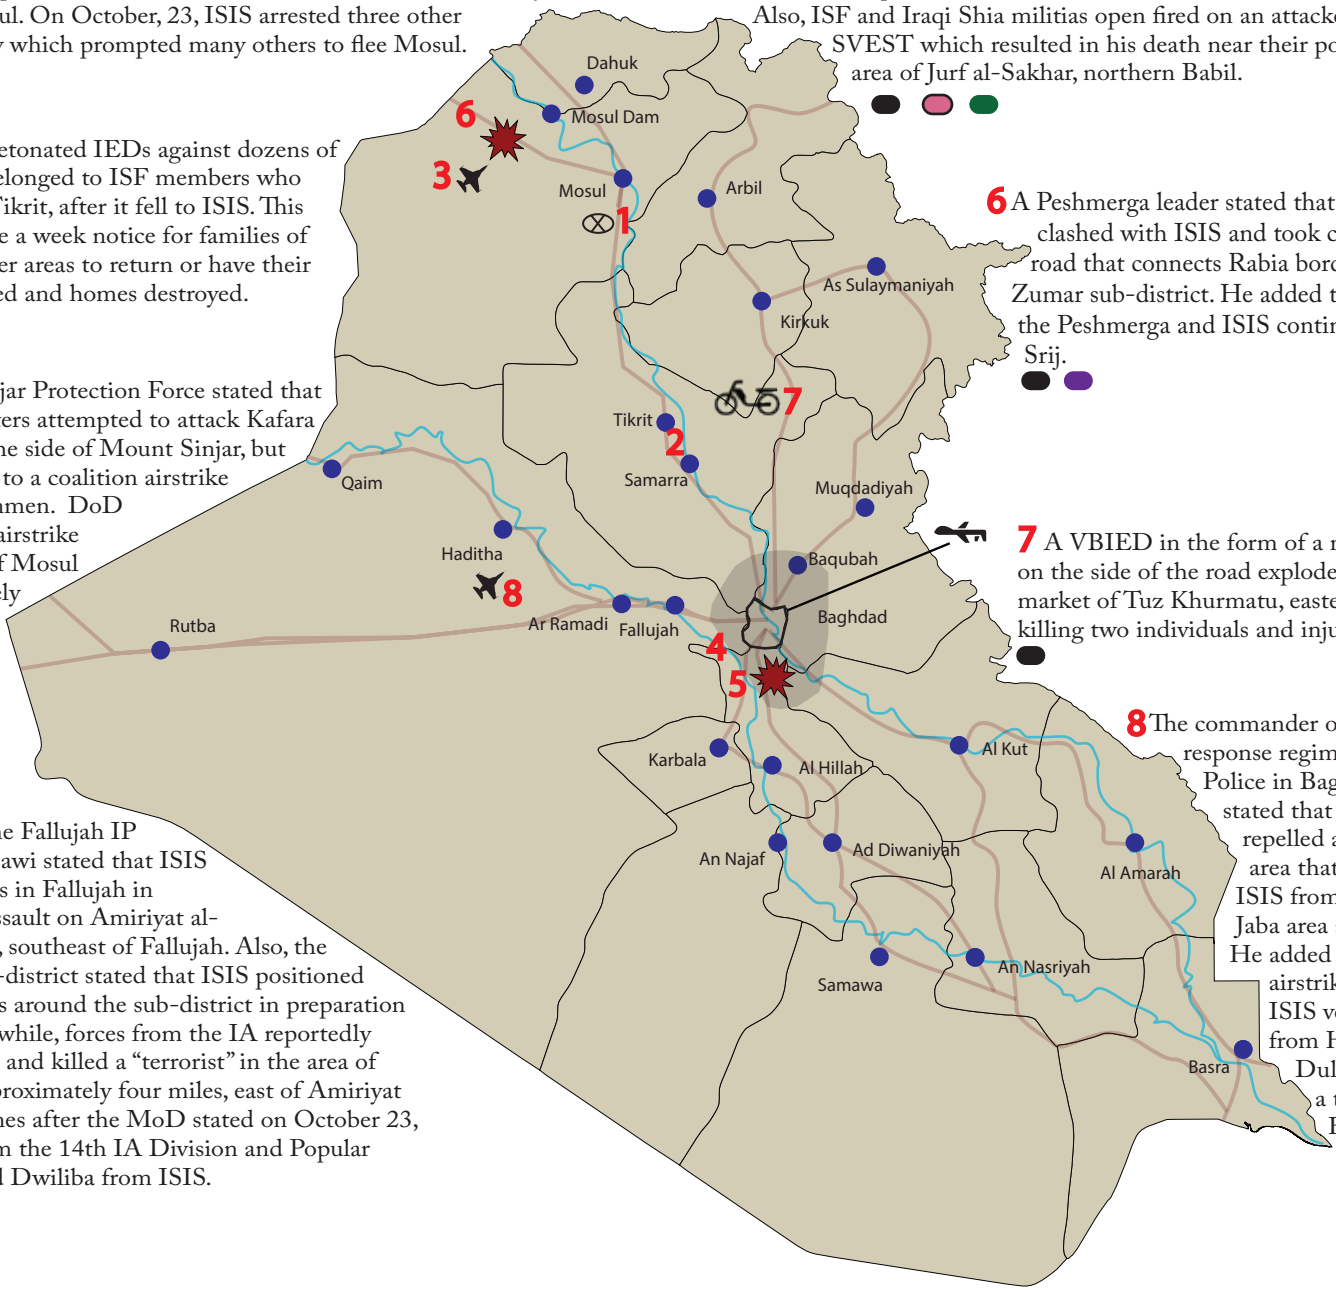 ul. On October, 23, ISIS arrested three other
which prompted many others to flee Mosul.
Also, ISF and Iraqi Shia militias open fired on an attacke
SVEST which resulted in his death near their po
area of Jurf al-Sakhar, northern Babil.
etonated IEDs against dozens of
elonged to ISF members who
Tikrit, after it fell to ISIS. This
e a week notice for families of
er areas to return or have their
ed and homes destroyed.
jar Protection Force stated that
ters attempted to attack Kafara
he side of Mount Sinjar, but
to a coalition airstrike
nmen. DoD
airstrike
f Mosul
ely
he Fallujah IP
awi stated that ISIS
s in Fallujah in
ssault on Amiriyat al-
, southeast of Fallujah. Also, the
-district stated that ISIS positioned
s around the sub-district in preparation
while, forces from the IA reportedly
and killed a “terrorist” in the area of
proximately four miles, east of Amiriyat
nes after the MoD stated on October 23,
m the 14th IA Division and Popular
d Dwiliba from ISIS.
6 A Peshmerga leader stated that
clashed with ISIS and took c
road that connects Rabia bord
Zumar sub-district. He added t
the Peshmerga and ISIS contin
Srij.
7 A VBIED in the form of a m
on the side of the road explode
market of Tuz Khurmatu, easte
killing two individuals and inju
8 The commander o
response regim
Police in Bag
stated that
repelled a
area that
ISIS from
Jaba area
He added
airstrik
ISIS ve
from H
Dul
a t
Dahuk
Mosul Dam
6
3
Mosul
1
Arbil
As Sulaymaniyah
Kirkuk
7
Tikrit
2
Samarra
Qaim
Muqdadiyah
Haditha
8
Baqubah
Baghdad
Ar Ramadi
Fallujah
Rutba
4
5
Karbala
Al Hillah
Al Kut
An Najaf
Ad Diwaniyah
Al Amarah
Samawa
An Nasriyah
Basra